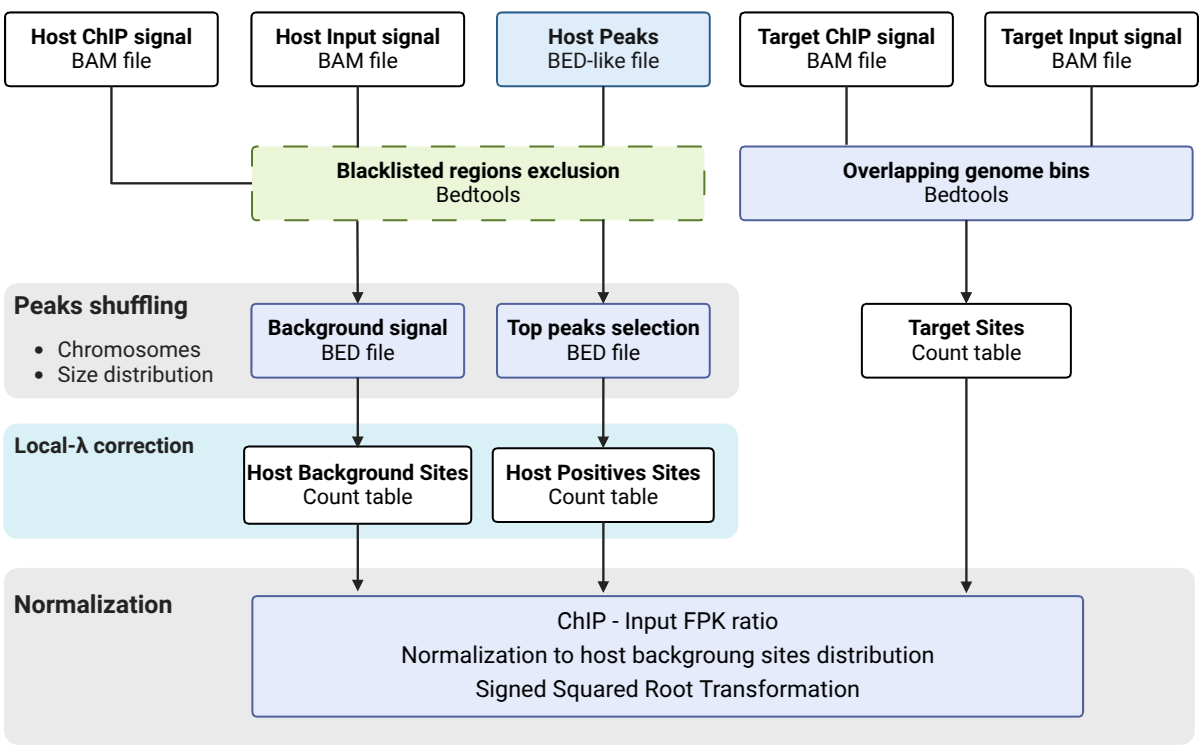 Host ChIP signal
BAM file
Host Input signal
BAM file
Host Peaks
BED-like file
Target ChIP signal
BAM file
Target Input signal
BAM file
Blacklisted regions exclusion
Bedtools
Overlapping genome bins
Bedtools
Peaks shuffling
• Chromosomes
• Size distribution
Background signal
BED file
Top peaks selection
BED file
Target Sites
Count table
Local-λ correction
Host Background Sites
Count table
Host Positives Sites
Count table
Normalization
ChIP - Input FPK ratio
Normalization to host backgroung sites distribution
Signed Squared Root Transformation